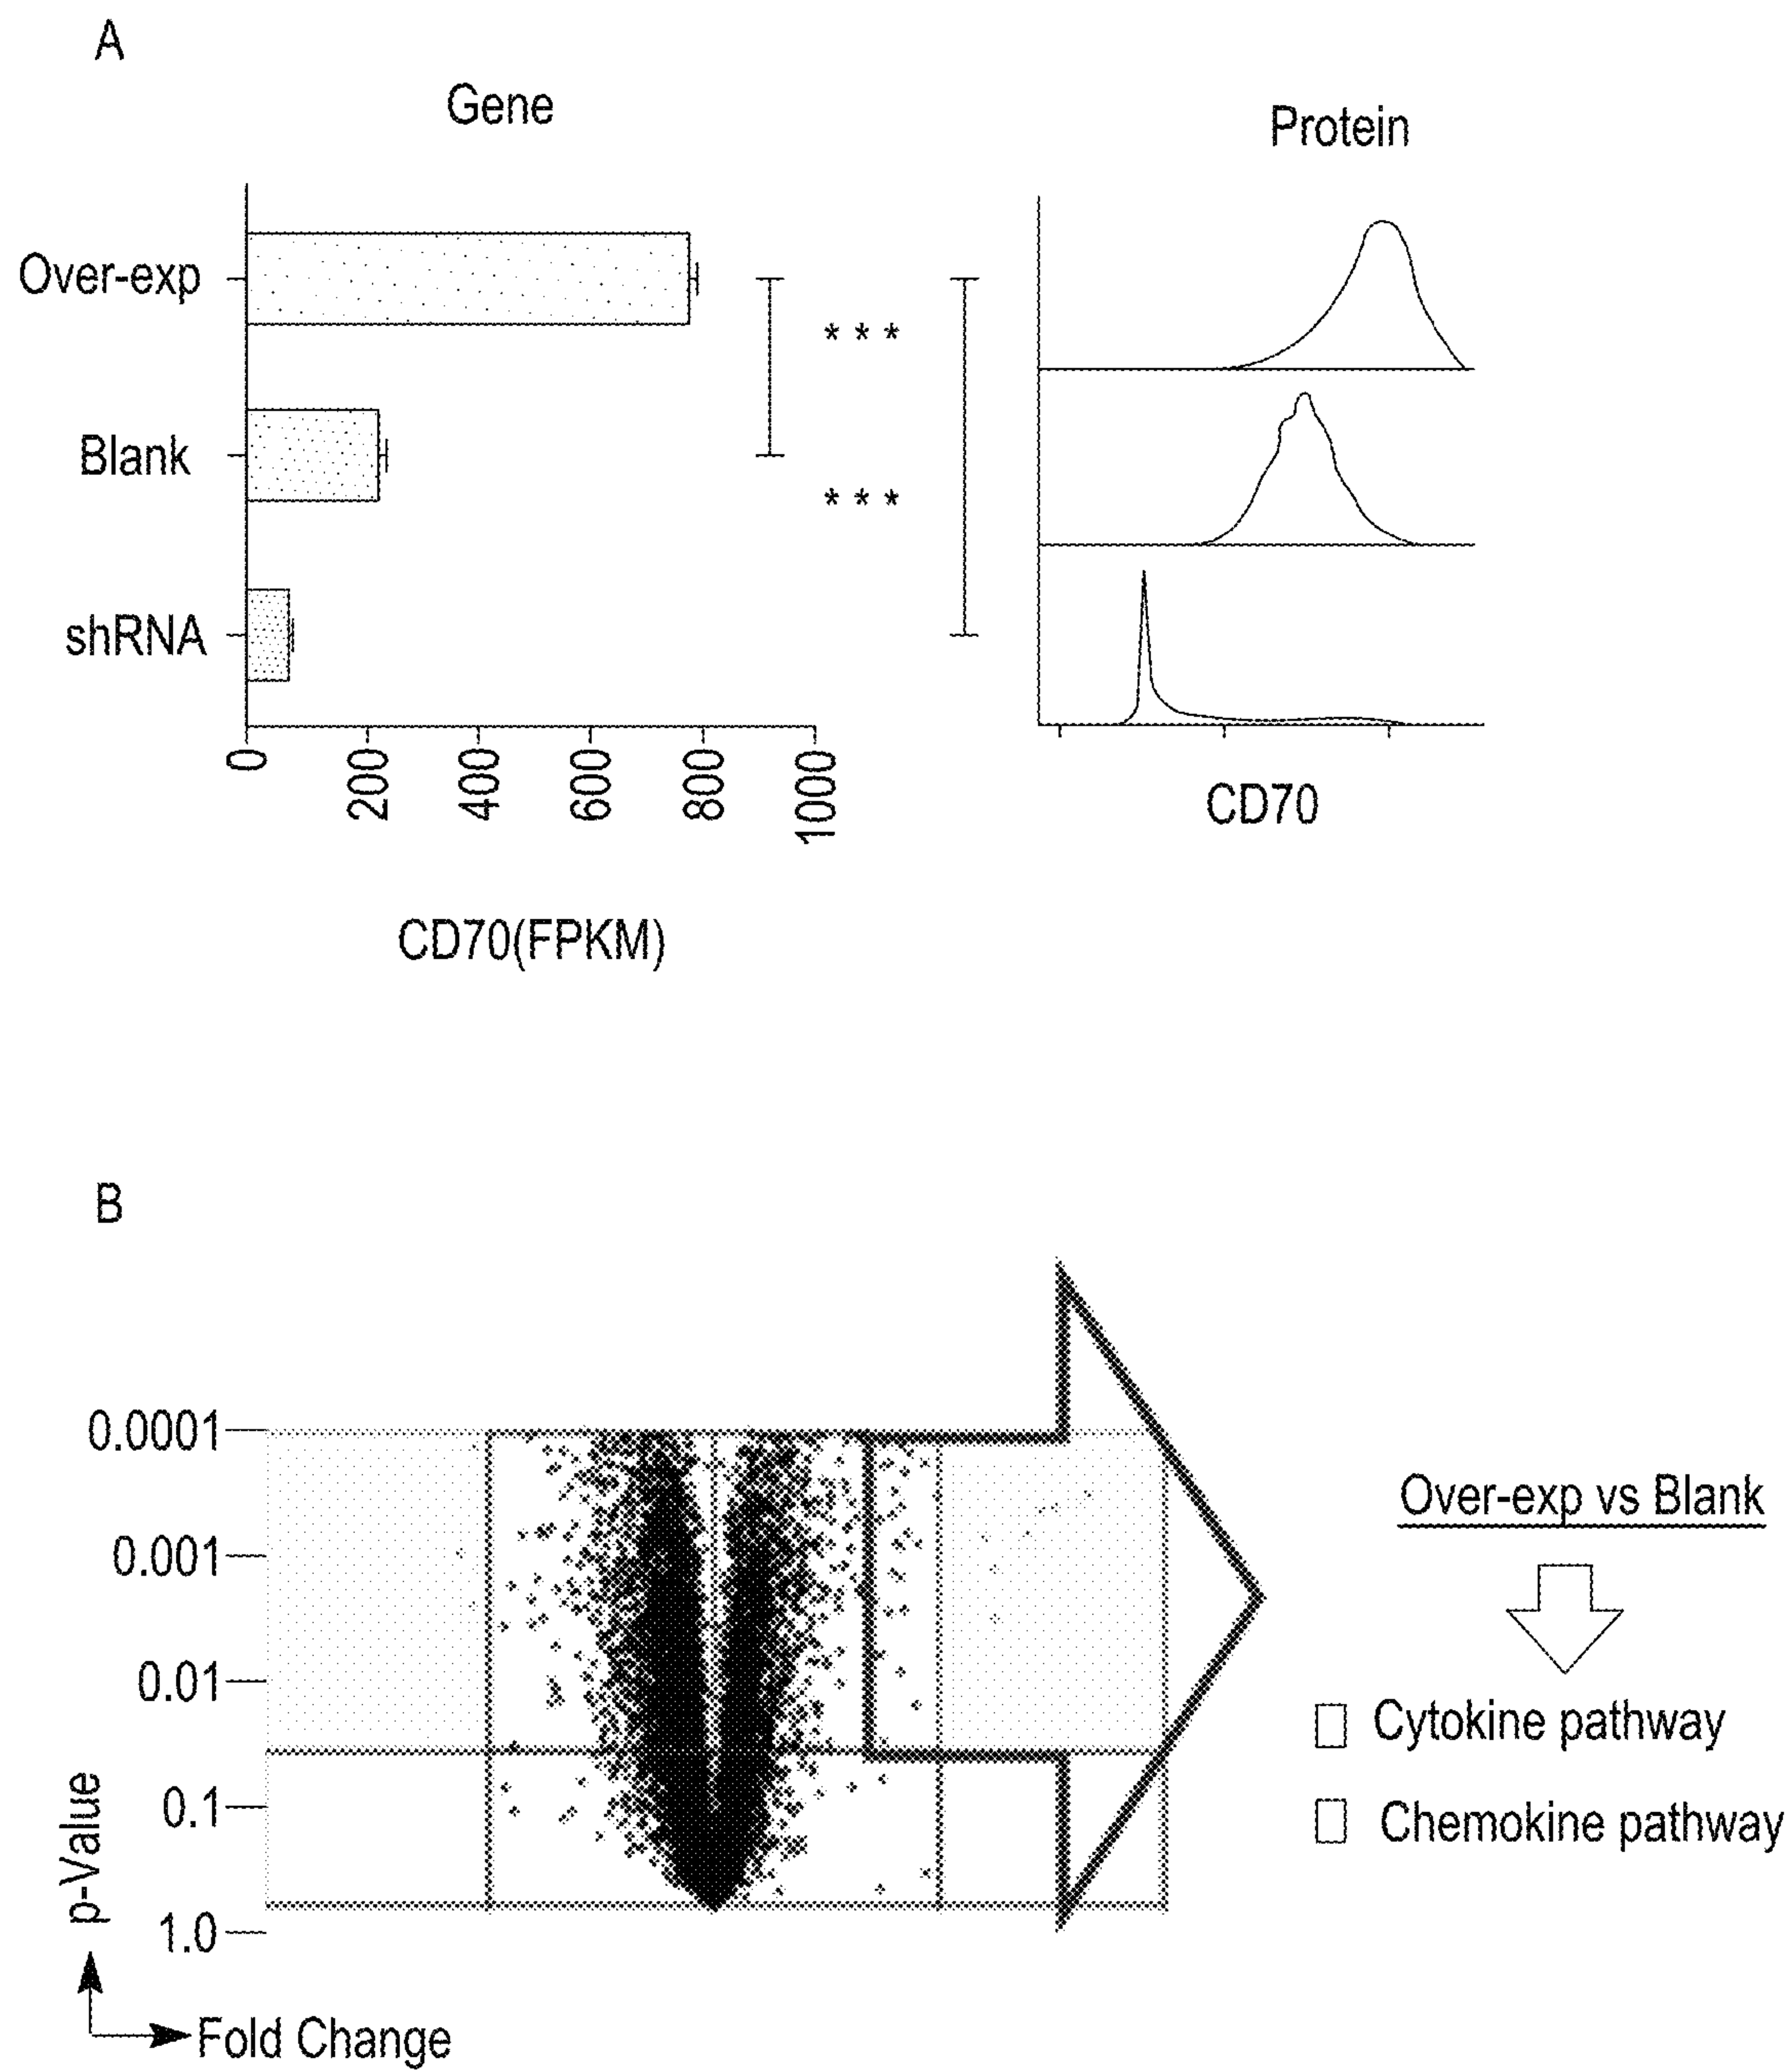 A
Gene
Protein
Over-exp
Blank
shRNA
* * *
* * *
0
200
400
600
800
1000
CD70(FPKM)
CD70
B
0.0001
0.001
0.01
0.1
1.0
p-Value
Fold Change
Over-exp vs Blank
Cytokine pathway
Chemokine pathway